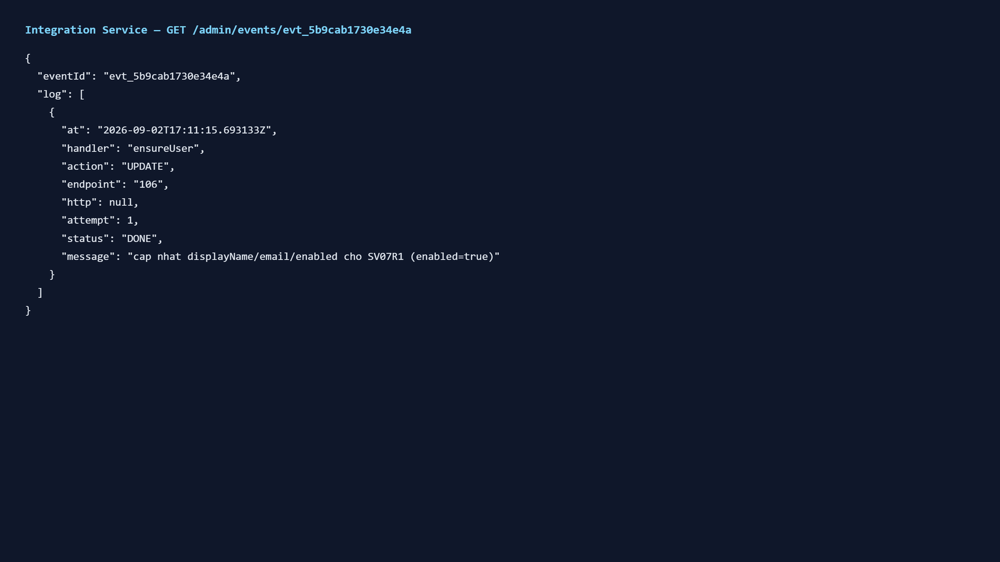 Integration Service — GET /admin/events/evt_5b9cab1730e34e4a
{
  "eventId": "evt_5b9cab1730e34e4a",
  "log": [
    {
      "at": "2026-09-02T17:11:15.693133Z",
      "handler": "ensureUser",
      "action": "UPDATE",
      "endpoint": "106",
      "http": null,
      "attempt": 1,
      "status": "DONE",
      "message": "cap nhat displayName/email/enabled cho SV07R1 (enabled=true)"
    }
  ]
}